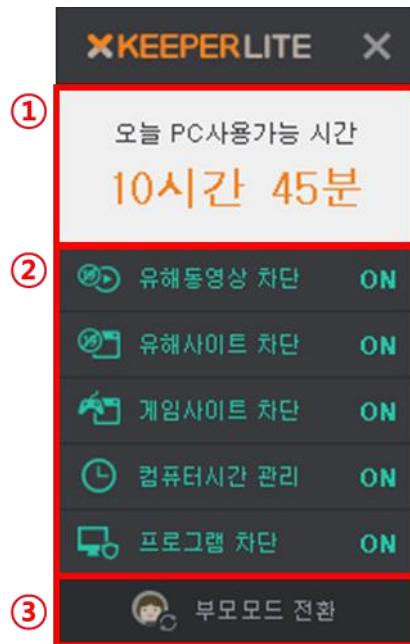 XKEEPERLITE ×
① 오늘 PC사용가능 시간
10시간 45분
② 유해동영상 차단 ON
유해사이트 차단 ON
게임사이트 차단 ON
컴퓨터시간 관리 ON
프로그램 차단 ON
③ 부모모드 전환